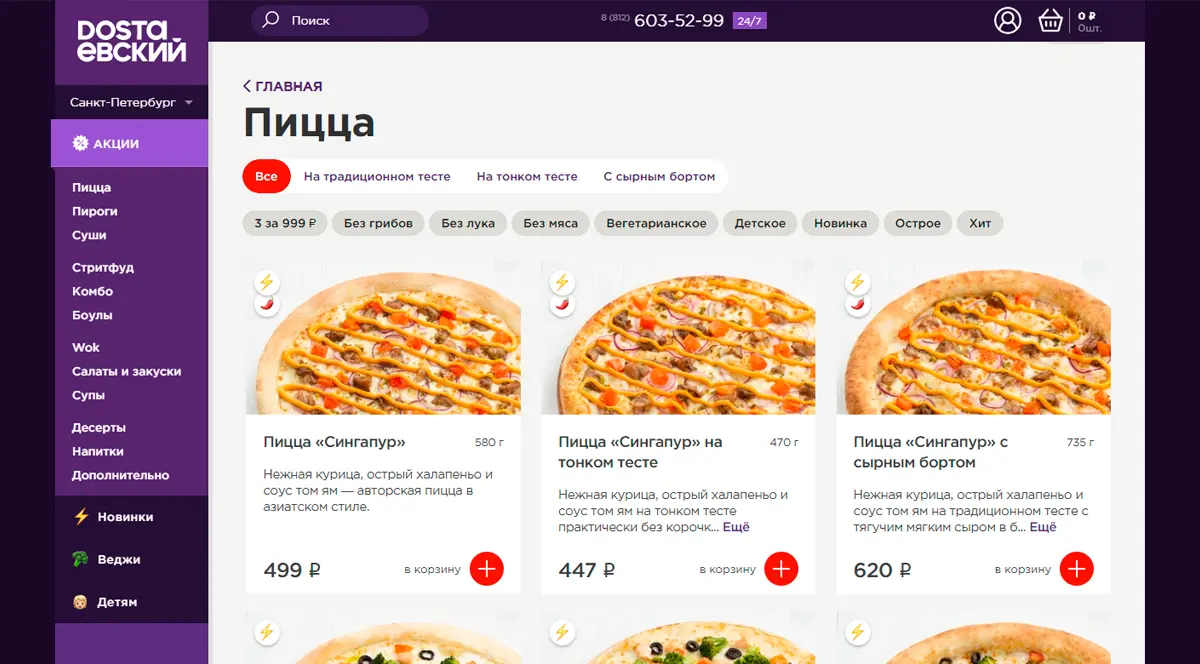 DOSTA
ЕВСКИЙ
Поиск
8 (812) 603-52-99 24/7
0 ₽
0шт.
Санкт-Петербург
АКЦИИ
Пицца
Пироги
Суши
Стритфуд
Комбо
Боулы
Wok
Салаты и закуски
Супы
Десерты
Напитки
Дополнительно
Новинки
Веджи
Детям
ГЛАВНАЯ
Пицца
Все На традиционном тесте На тонком тесте С сырным бортом
3 за 999 ₽ Без грибов Без лука Без мяса Вегетарианское Детское Новинка Острое Хит
Пицца «Сингапур» 580 г
Нежная курица, острый халапеньо и
соус том ям — авторская пицца в
азиатском стиле.
499 ₽ в корзину
Пицца «Сингапур» на 470 г
тонком тесте
Нежная курица, острый халапеньо и
соус том ям на тонком тесте
практически без корочк... Ещё
447 ₽ в корзину
Пицца «Сингапур» с 735 г
сырным бортом
Нежная курица, острый халапеньо и
соус том ям на традиционном тесте с
тягучим мягким сыром в б... Ещё
620 ₽ в корзину